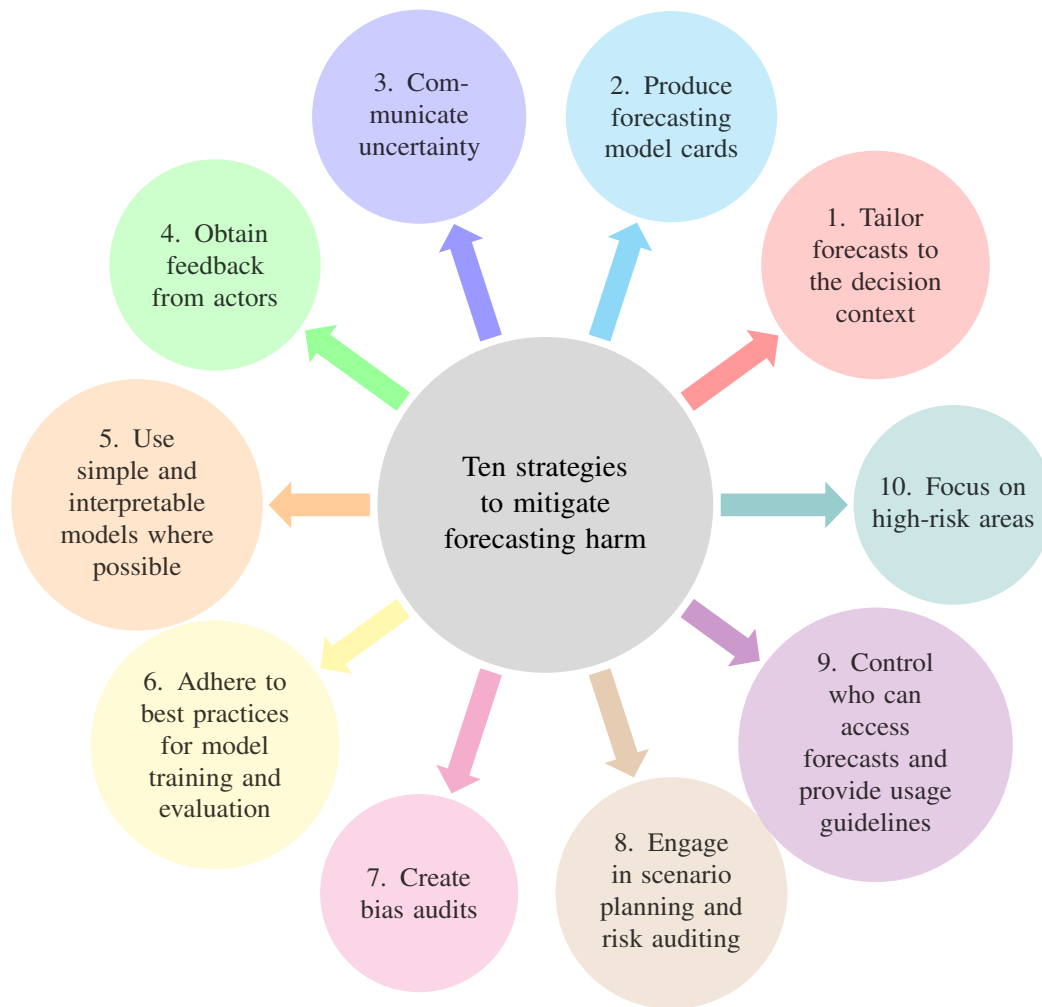 Ten strategies
to mitigate
forecasting harm
1. Tailor
forecasts to
the decision
context
2. Produce
forecasting
model cards
3. Com-
municate
uncertainty
4. Obtain
feedback
from actors
5. Use
simple and
interpretable
models where
possible
6. Adhere to
best practices
for model
training and
evaluation
7. Create
bias audits
8. Engage
in scenario
planning and
risk auditing
9. Control
who can
access
forecasts and
provide usage
guidelines
10. Focus on
high-risk areas